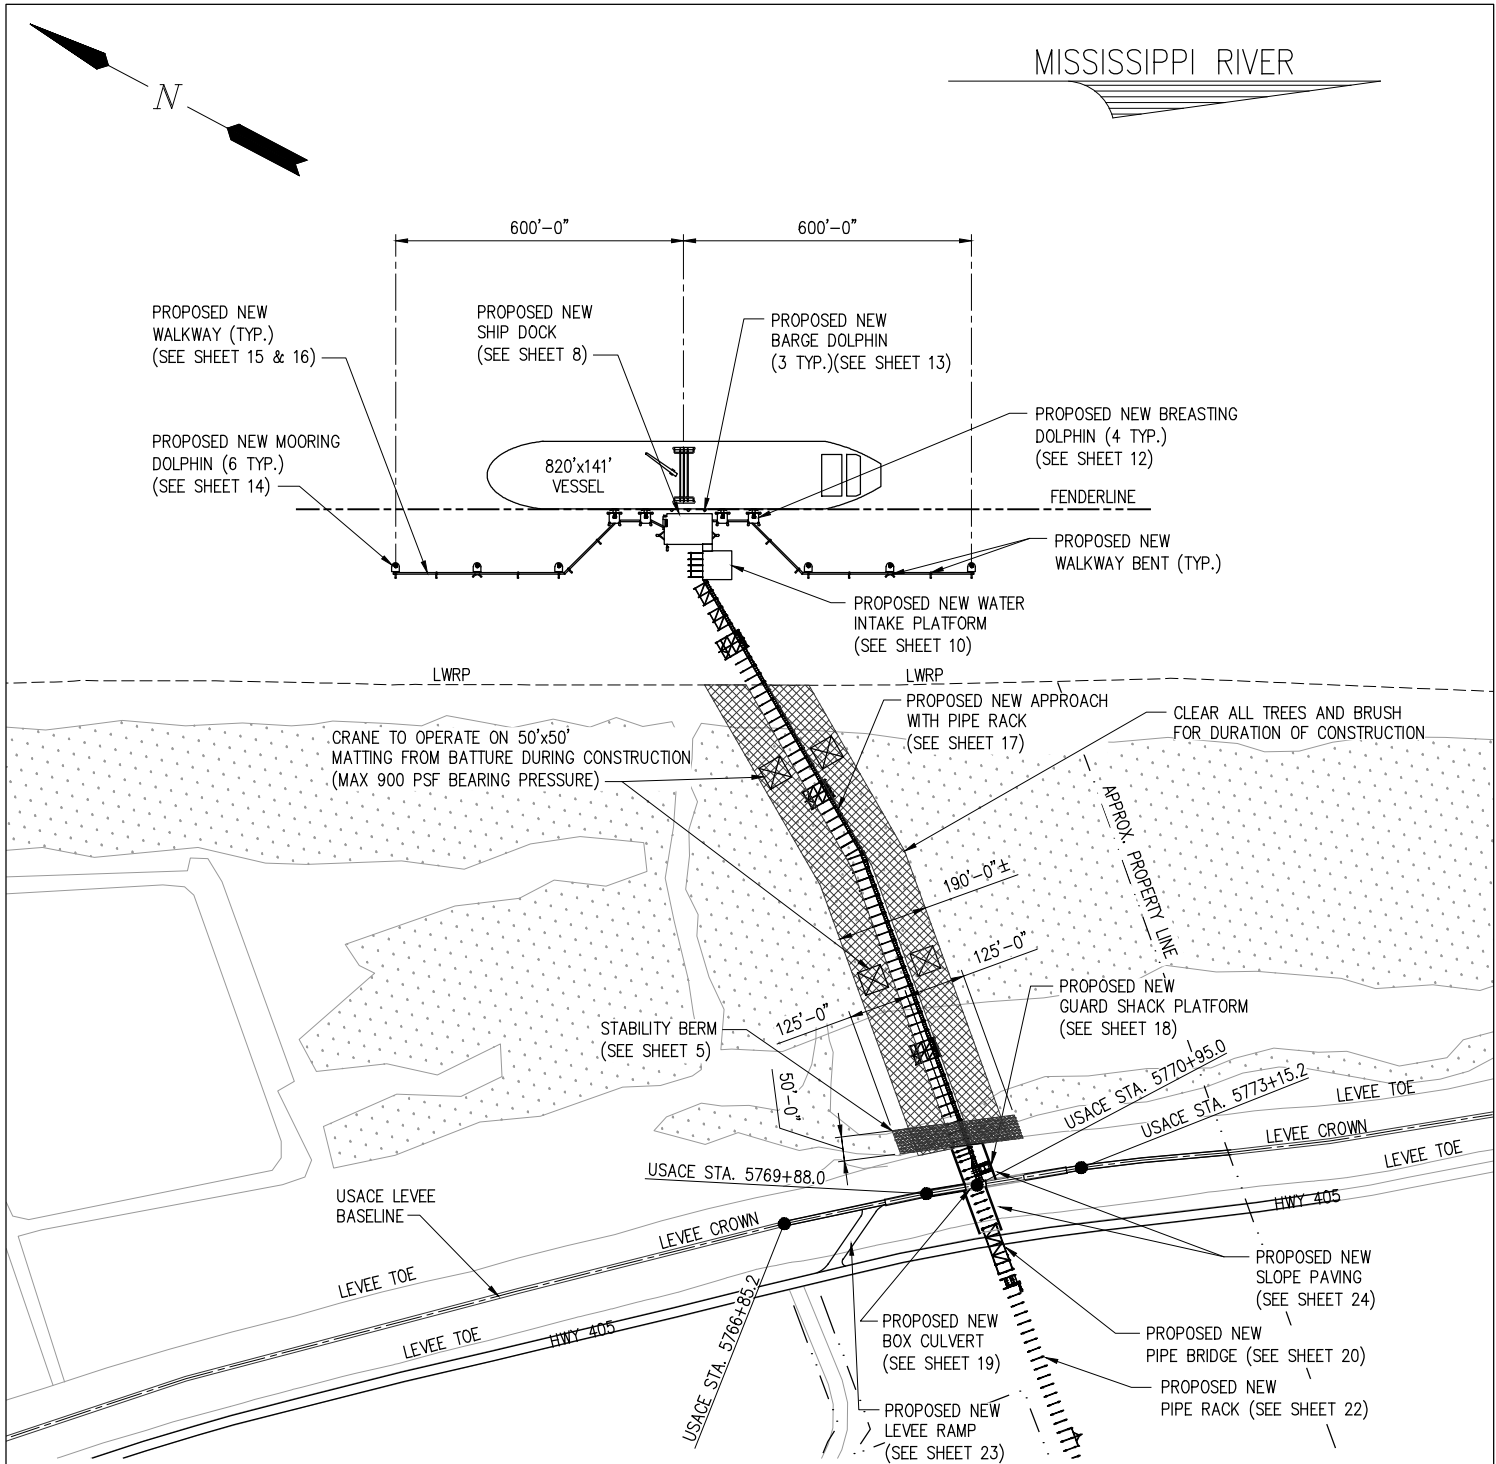 MISSISSIPPI RIVER
N
600'-0"
600'-0"
PROPOSED NEW
WALKWAY (TYP.)
(SEE SHEET 15 & 16)
PROPOSED NEW
SHIP DOCK
(SEE SHEET 8)
PROPOSED NEW
BARGE DOLPHIN
(3 TYP.)(SEE SHEET 13)
PROPOSED NEW BREASTING
DOLPHIN (4 TYP.)
(SEE SHEET 12)
PROPOSED NEW MOORING
DOLPHIN (6 TYP.)
(SEE SHEET 14)
820'x141'
VESSEL
FENDERLINE
PROPOSED NEW
WALKWAY BENT (TYP.)
PROPOSED NEW WATER
INTAKE PLATFORM
(SEE SHEET 10)
LWRP
LWRP
PROPOSED NEW APPROACH
WITH PIPE RACK
(SEE SHEET 17)
CLEAR ALL TREES AND BRUSH
FOR DURATION OF CONSTRUCTION
CRANE TO OPERATE ON 50'x50'
MATTING FROM BATTURE DURING CONSTRUCTION
(MAX 900 PSF BEARING PRESSURE)
APPROX. PROPERTY LINE
190'-0"±
125'-0"
125'-0"
PROPOSED NEW
GUARD SHACK PLATFORM
(SEE SHEET 18)
STABILITY BERM
(SEE SHEET 5)
50'-0"
USACE STA. 5770+95.0
USACE STA. 5773+15.2
LEVEE TOE
LEVEE CROWN
LEVEE TOE
USACE STA. 5769+88.0
HWY 405
USACE LEVEE
BASELINE
LEVEE CROWN
LEVEE TOE
LEVEE TOE
HWY 405
USACE STA. 5766+85.2
PROPOSED NEW
SLOPE PAVING
(SEE SHEET 24)
PROPOSED NEW
BOX CULVERT
(SEE SHEET 19)
PROPOSED NEW
PIPE BRIDGE (SEE SHEET 20)
PROPOSED NEW
PIPE RACK (SEE SHEET 22)
PROPOSED NEW
LEVEE RAMP
(SEE SHEET 23)